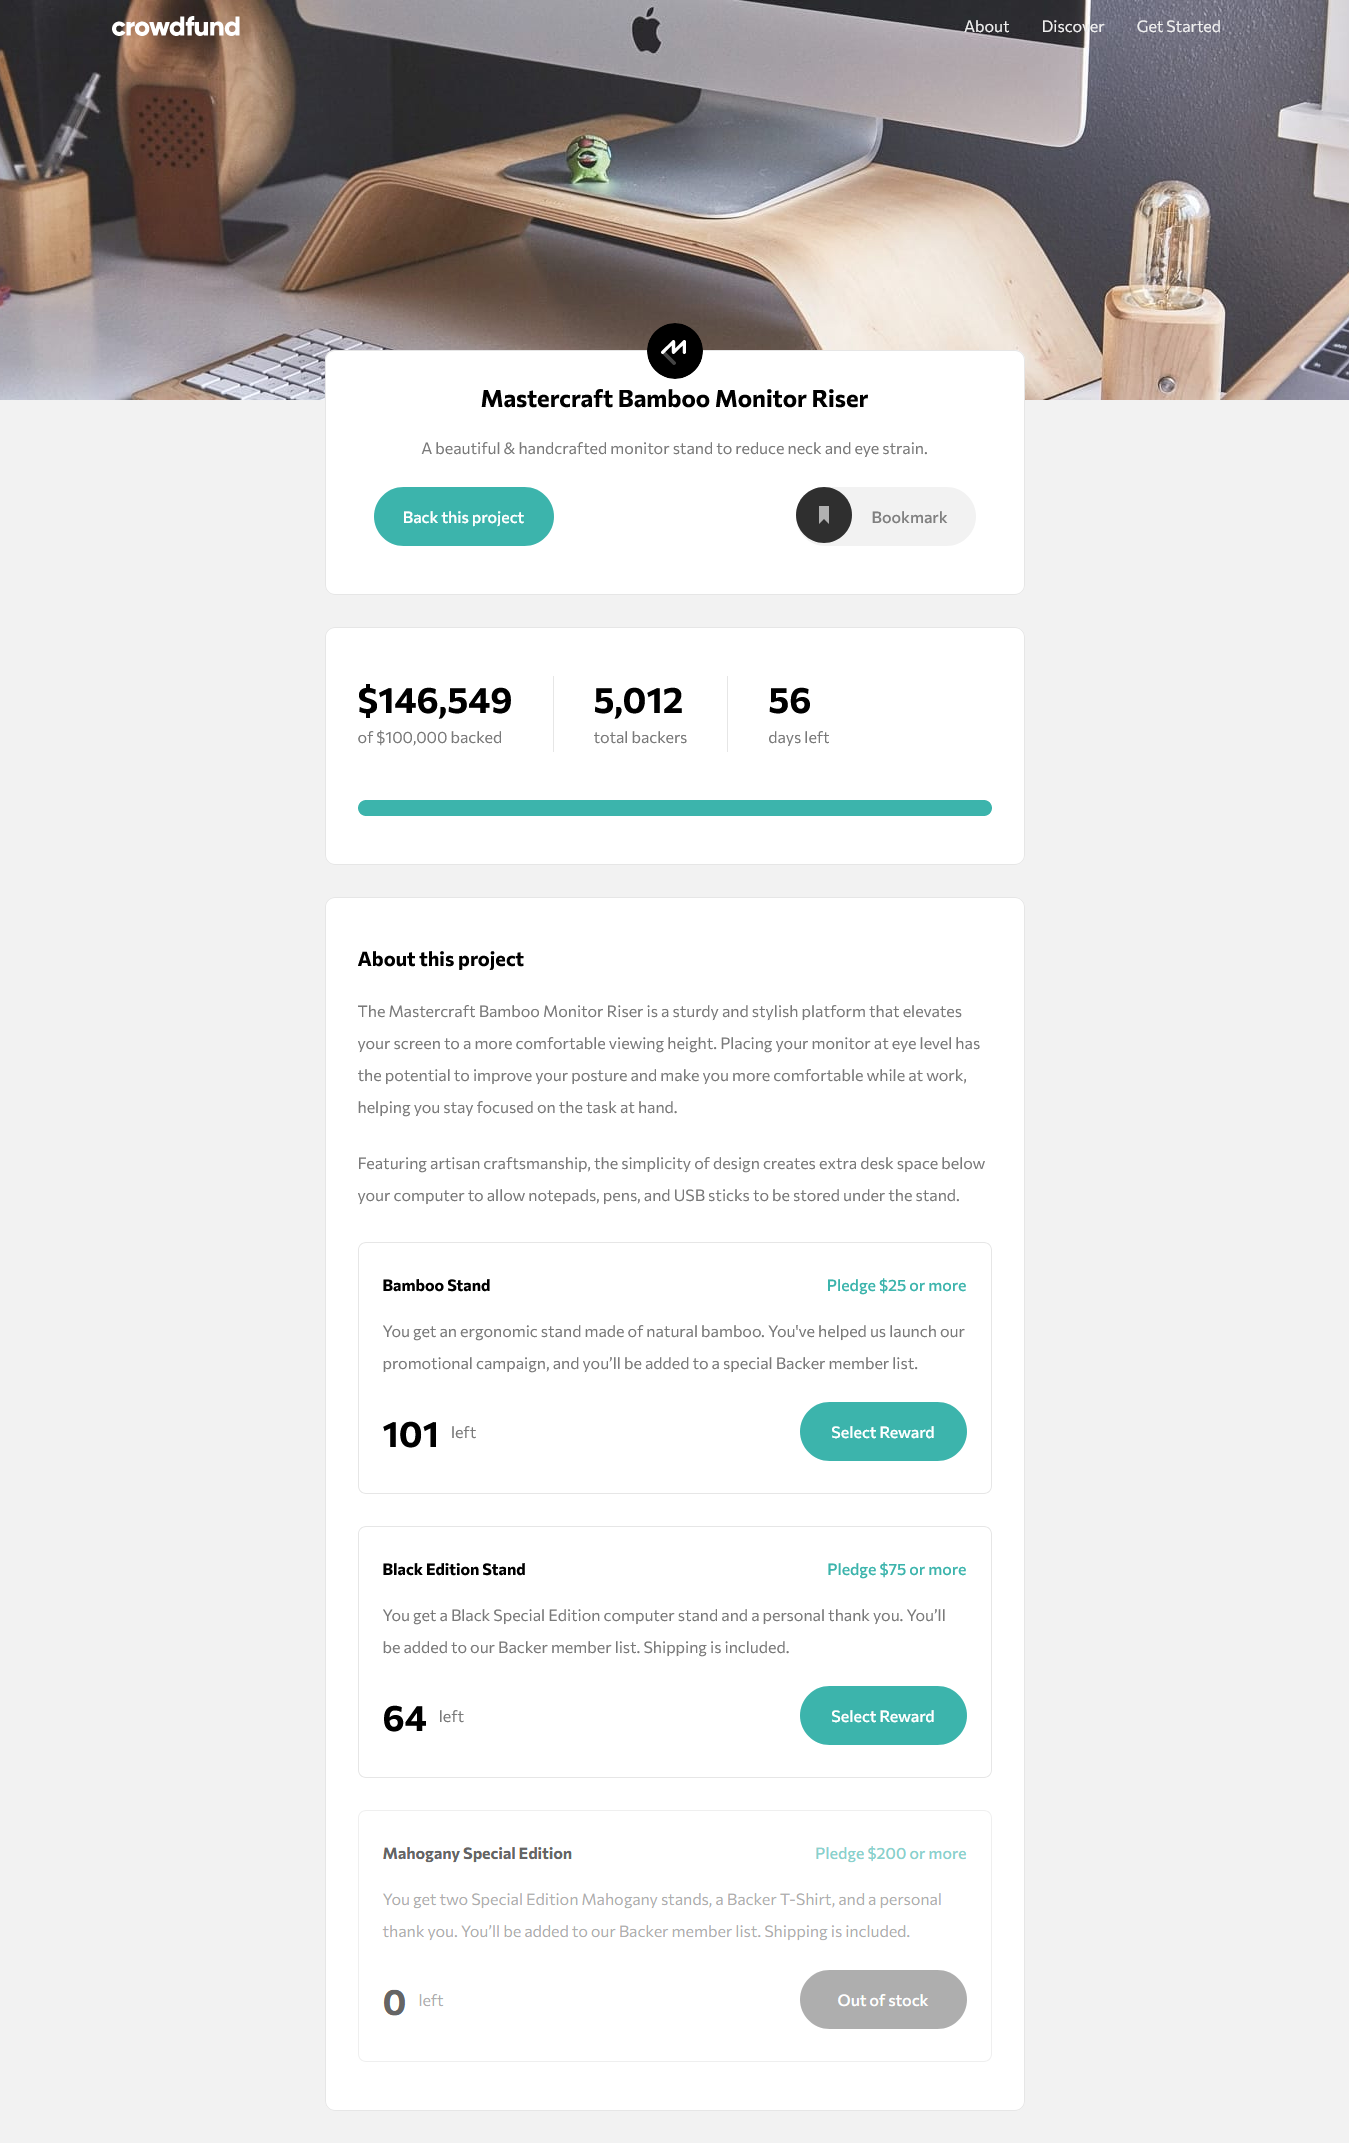 crowdfund
About
Discover
Get Started
Mastercraft Bamboo Monitor Riser
A beautiful & handcrafted monitor stand to reduce neck and eye strain.
Back this project
Bookmark
$146,549
of $100,000 backed
5,012
total backers
56
days left
About this project
The Mastercraft Bamboo Monitor Riser is a sturdy and stylish platform that elevates
your screen to a more comfortable viewing height. Placing your monitor at eye level has
the potential to improve your posture and make you more comfortable while at work,
helping you stay focused on the task at hand.
Featuring artisan craftsmanship, the simplicity of design creates extra desk space below
your computer to allow notepads, pens, and USB sticks to be stored under the stand.
Bamboo Stand
Pledge $25 or more
You get an ergonomic stand made of natural bamboo. You've helped us launch our
promotional campaign, and you’ll be added to a special Backer member list.
101 left
Select Reward
Black Edition Stand
Pledge $75 or more
You get a Black Special Edition computer stand and a personal thank you. You’ll
be added to our Backer member list. Shipping is included.
64 left
Select Reward
Mahogany Special Edition
Pledge $200 or more
You get two Special Edition Mahogany stands, a Backer T-Shirt, and a personal
thank you. You’ll be added to our Backer member list. Shipping is included.
0 left
Out of stock